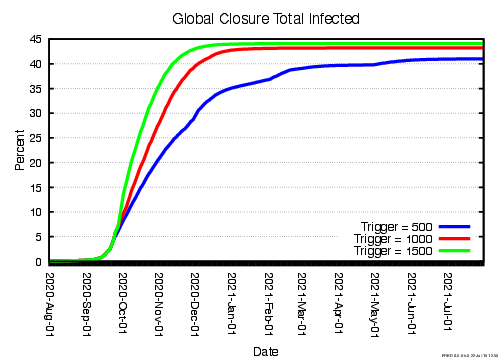 Global Closure Total Infected
45
40
35
30
25
20
15
10
5
0
Percent
Trigger = 500
Trigger = 1000
Trigger = 1500
2020-Aug-01
2020-Sep-01
2020-Oct-01
2020-Nov-01
2020-Dec-01
2021-Jan-01
2021-Feb-01
2021-Mar-01
2021-Apr-01
2021-May-01
2021-Jun-01
2021-Jul-01
Date